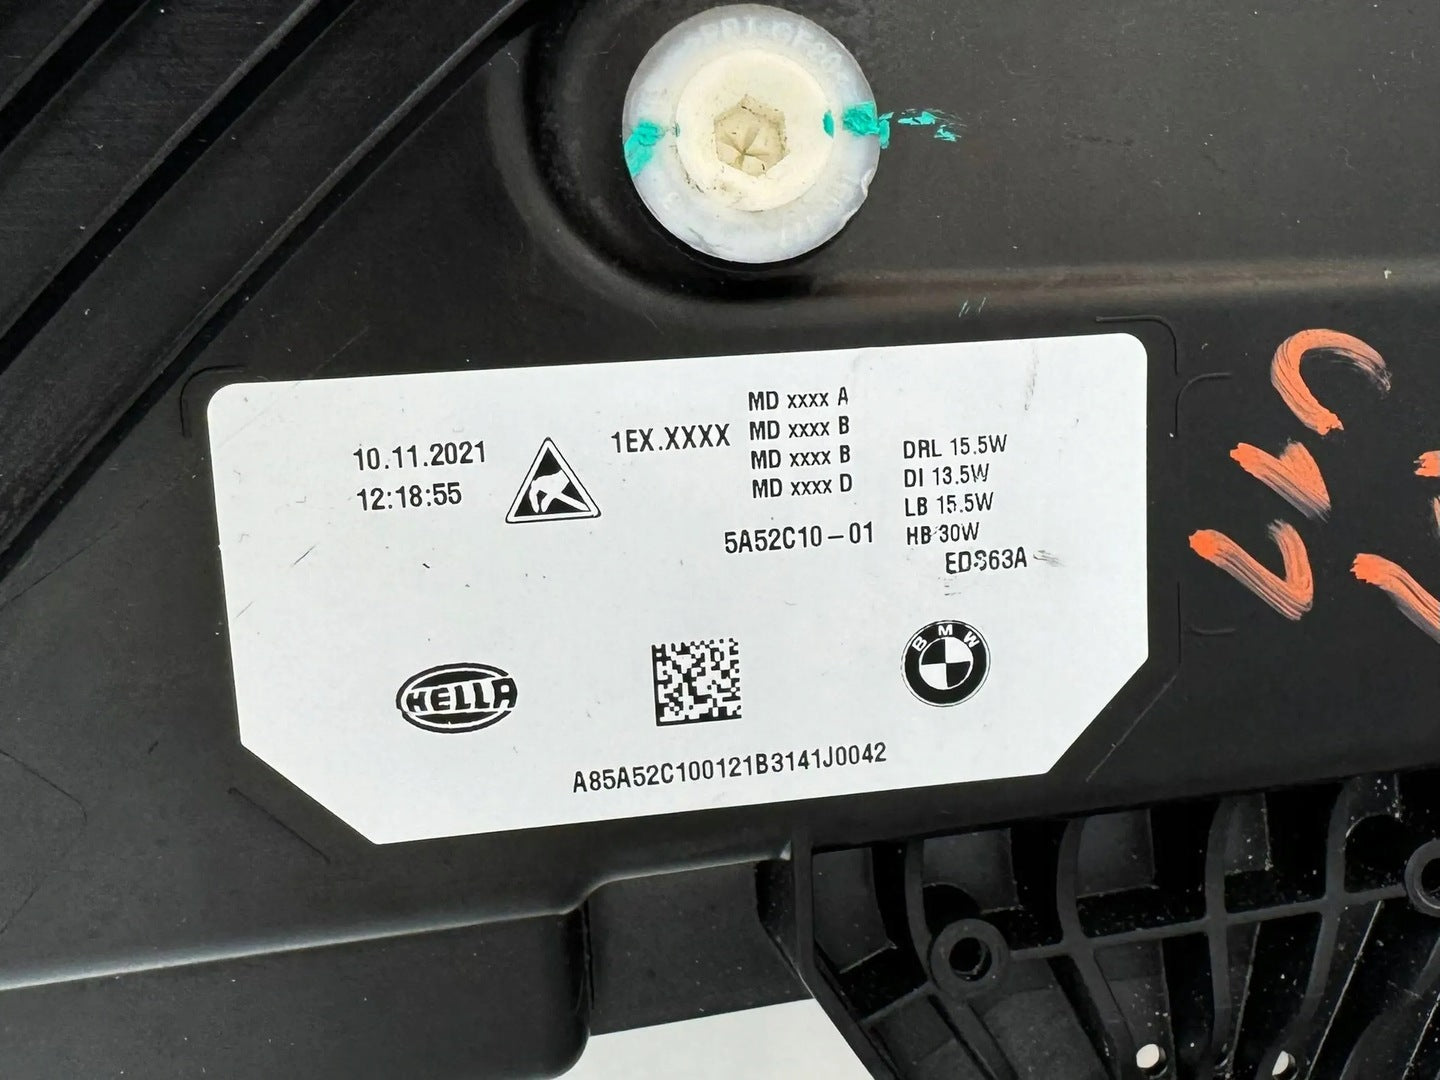 10.11.2021
12:18:55
1EX.XXXX
MD xxxx A
MD xxxx B
MD xxxx B
MD xxxx D
5A52C10-01
DRL 15.5W
DI 13.5W
LB 15.5W
HB 30W
HELLA
BMW
A85A52C100121B3141J0042